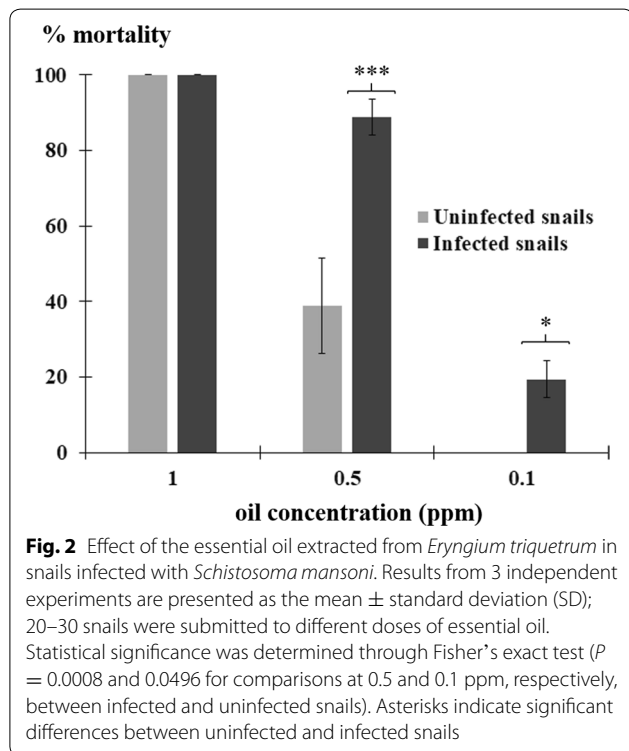 % mortality
100
80
60
40
20
0
***
*
Uninfected snails
Infected snails
1
0.5
0.1
oil concentration (ppm)
Fig. 2 Effect of the essential oil extracted from Eryngium triquetrum in
snails infected with Schistosoma mansoni. Results from 3 independent
experiments are presented as the mean ± standard deviation (SD);
20–30 snails were submitted to different doses of essential oil.
Statistical significance was determined through Fisher's exact test (P
= 0.0008 and 0.0496 for comparisons at 0.5 and 0.1 ppm, respectively,
between infected and uninfected snails). Asterisks indicate significant
differences between uninfected and infected snails